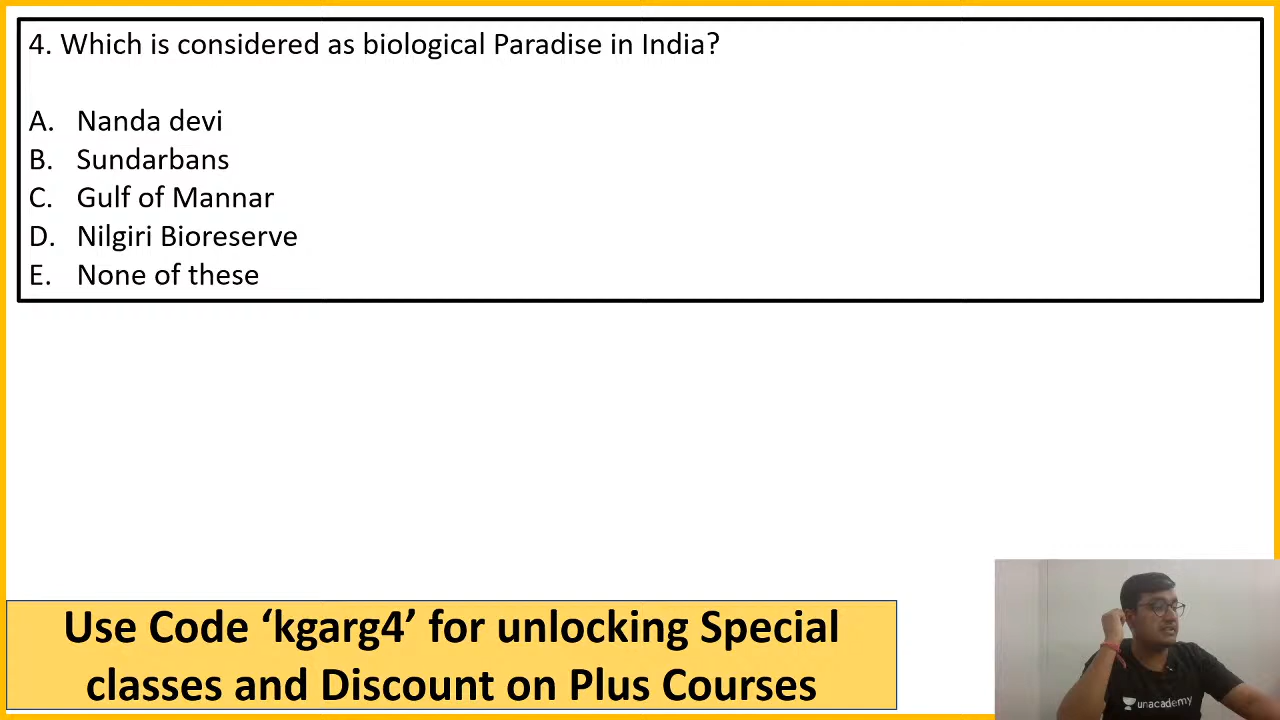 4. Which is considered as biological Paradise in India?
A. Nanda devi
B. Sundarbans
C. Gulf of Mannar
D. Nilgiri Bioreserve
E. None of these
Use Code ‘kgarg4’ for unlocking Special
classes and Discount on Plus Courses
unacademy